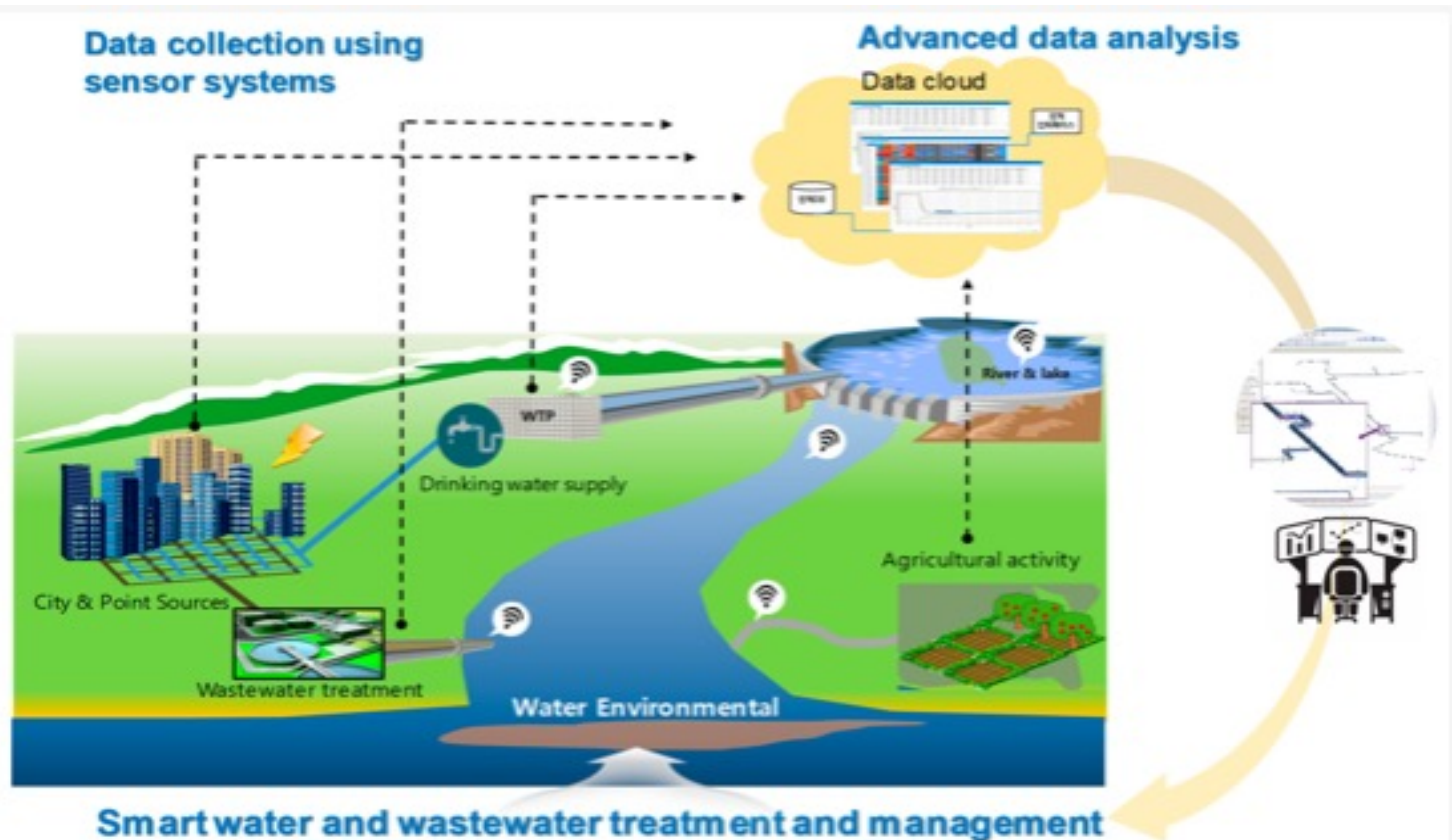 Data collection using
sensor systems
Advanced data analysis
Data cloud
River & lake
WTP
Drinking water supply
Agricultural activity
City & Point Sources
Wastewater treatment
Water Environmental
Smart water and wastewater treatment and management